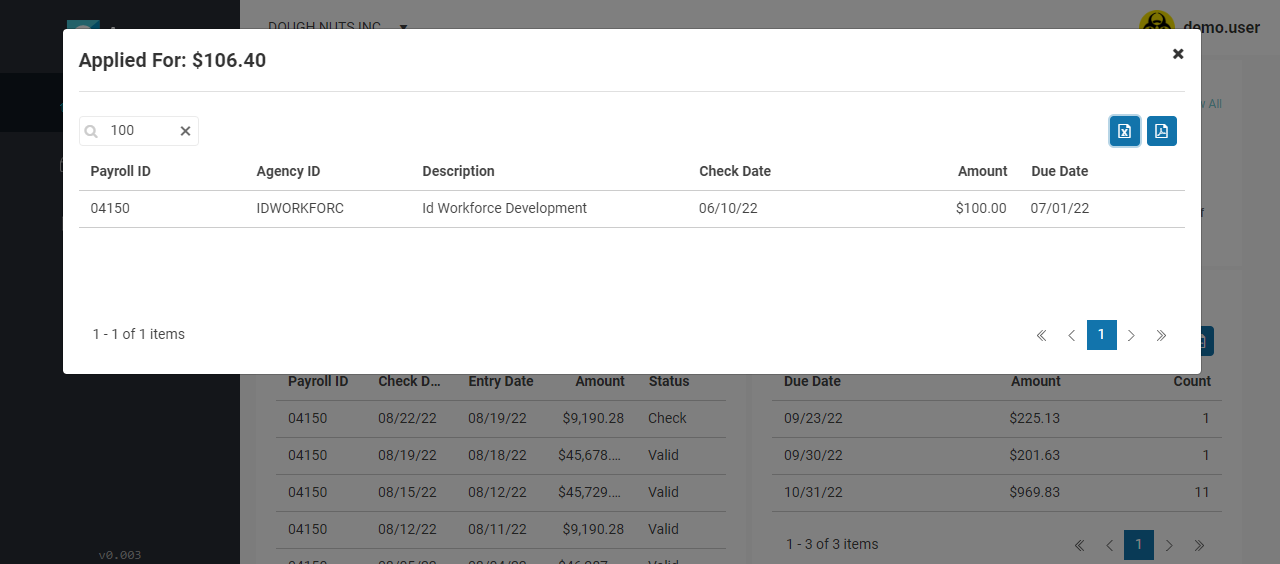 DOUGH NUTS INC
demo.user
Applied For: $106.40
All
100
Payroll ID Agency ID Description Check Date Amount Due Date
04150 IDWORKFORC Id Workforce Development 06/10/22 $100.00 07/01/22
1 - 1 of 1 items
1
Payroll ID Check D... Entry Date Amount Status
04150 08/22/22 08/19/22 $9,190.28 Check
04150 08/19/22 08/18/22 $45,678.... Valid
04150 08/15/22 08/12/22 $45,729.... Valid
04150 08/12/22 08/11/22 $9,190.28 Valid
Due Date Amount Count
09/23/22 $225.13 1
09/30/22 $201.63 1
10/31/22 $969.83 11
1 - 3 of 3 items
1
v0.003